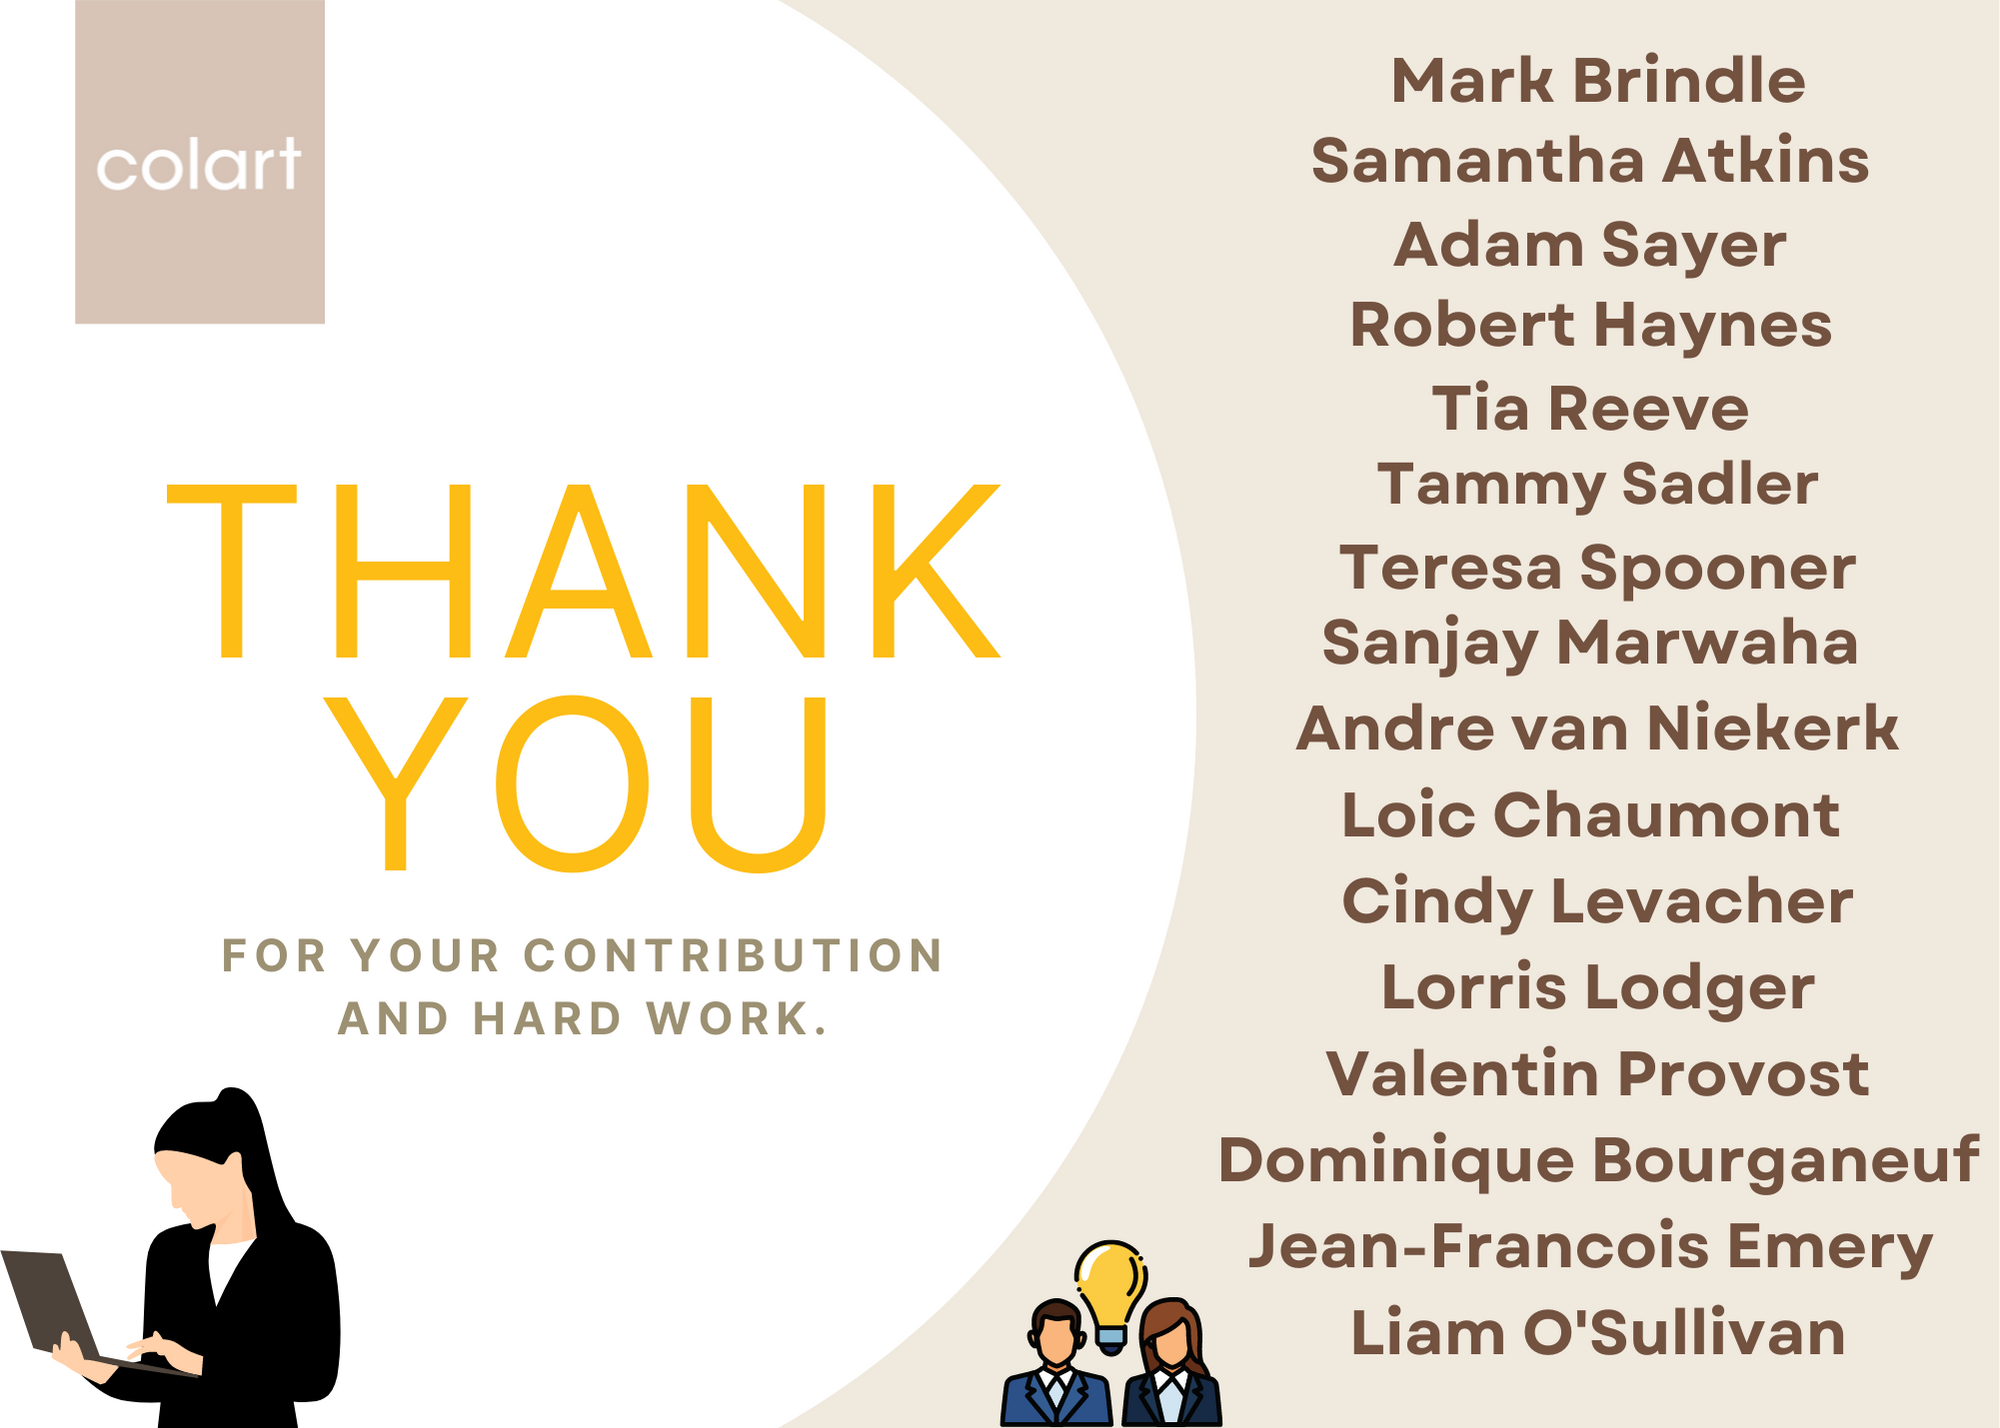 colart
THANK
YOU
FOR YOUR CONTRIBUTION
AND HARD WORK.
Mark Brindle
Samantha Atkins
Adam Sayer
Robert Haynes
Tia Reeve
Tammy Sadler
Teresa Spooner
Sanjay Marwaha
Andre van Niekerk
Loic Chaumont
Cindy Levacher
Lorris Lodger
Valentin Provost
Dominique Bourganeuf
Jean-Francois Emery
Liam O'Sullivan